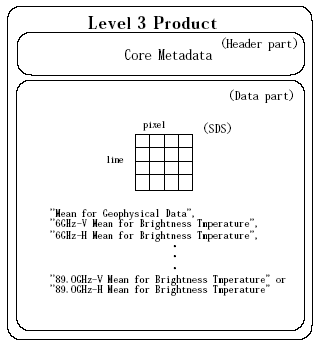 Level 3 Product
(Header part)
Core Metadata
(Data part)
pixel
(SDS)
line
"Mean for Geophysical Data",
"6GHz-V Mean for Brightness Tmperature",
"6GHz-H Mean for Brightness Tmperature",
.
.
.
"89.0GHz-V Mean for Brightness Tmperature" or
"89.0GHz-H Mean for Brightness Tmperature"